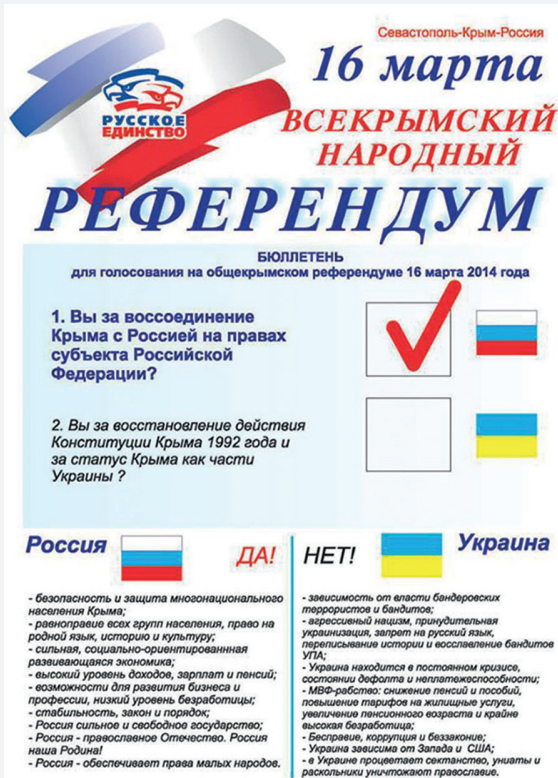 Севастополь-Крым-Россия
16 марта
РУССКОЕ
ЕДИНСТВО
ВСЕКРЫМСКИЙ
НАРОДНЫЙ
РЕФЕРЕНДУМ
БЮЛЛЕТЕНЬ
для голосования на общекрымском референдуме 16 марта 2014 года
1. Вы за воссоединение
Крыма с Россией на правах
субъекта Российской
Федерации?
2. Вы за восстановление действия
Конституции Крыма 1992 года и
за статус Крыма как части
Украины ?
Россия
ДА!
- безопасность и защита многонационального
населения Крыма;
- равноправие всех групп населения, право на
родной язык, историю и культуру;
- сильная, социально-ориентированнная
развивающаяся экономика;
- высокий уровень доходов, зарплат и пенсий;
- возможности для развития бизнеса и
профессии, низкий уровень безработицы;
- стабильность, закон и порядок;
- Россия сильное и свободное государство;
- Россия - православное Отечество. Россия
наша Родина!
- Россия - обеспечивает права малых народов.
НЕТ!
Украина
- зависимость от власти бандеровских
террористов и бандитов;
- агрессивный нацизм, принудительная
украинизация, запрет на русский язык,
переписывание истории и восславление бандитов
УПА;
- Украина находится в постоянном кризисе,
состоянии дефолта и неплатежеспособности;
- МВФ-рабство: снижение пенсий и пособий,
повышение тарифов на жилищные услуги,
увеличение пенсионного возраста и крайне
высокая безработица;
- Бесправие, коррупция и беззаконие;
- Украина зависима от Запада и США;
- в Украине процветает сектанство, униаты и
раскольники уничтожают православие.